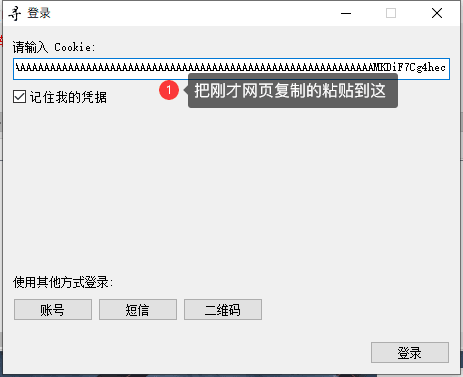 寻 登录
请输入 Cookie:
AAAAAAAAAAAAAAAAAAAAAAAAAAAAAAAAAAAAAAAAAAAAAAAAAAAAAAAAAAAAMKDiF7Cg4hec
记住我的凭据
1 把刚才网页复制的粘贴到这
使用其他方式登录:
账号 短信 二维码
登录